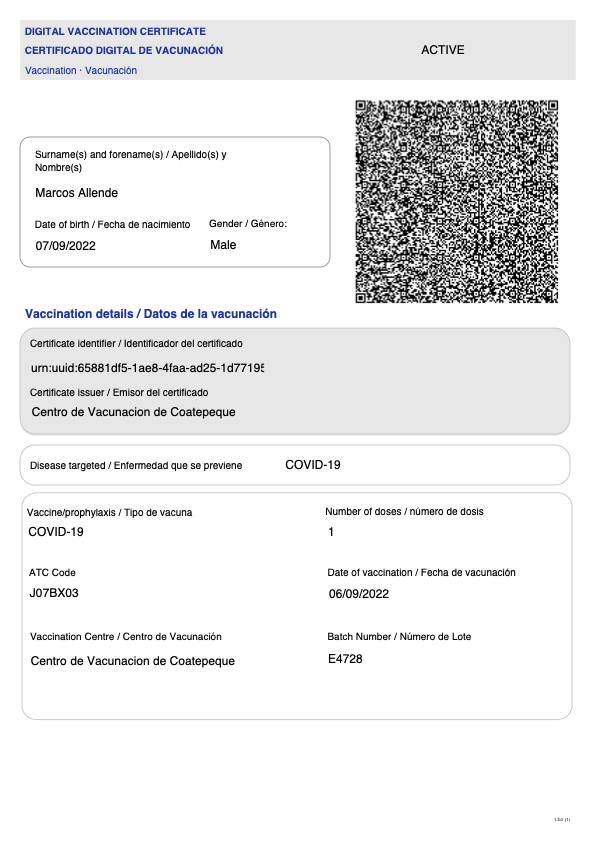 DIGITAL VACCINATION CERTIFICATE
CERTIFICADO DIGITAL DE VACUNACIÓN
ACTIVE
Vaccination · Vacunación
Surname(s) and forename(s) / Apellido(s) y
Nombre(s)
Marcos Allende
Date of birth / Fecha de nacimiento
Gender / Género:
07/09/2022
Male
Vaccination details / Datos de la vacunación
Certificate identifier / Identificador del certificado
urn:uuid:65881df5-1ae8-4faa-ad25-1d7719
Certificate issuer / Emisor del certificado
Centro de Vacunacion de Coatepeque
Disease targeted / Enfermedad que se previene
COVID-19
Vaccine/prophylaxis / Tipo de vacuna
Number of doses / número de dosis
COVID-19
1
ATC Code
Date of vaccination / Fecha de vacunación
J07BX03
06/09/2022
Vaccination Centre / Centro de Vacunación
Batch Number / Número de Lote
Centro de Vacunacion de Coatepeque
E4728